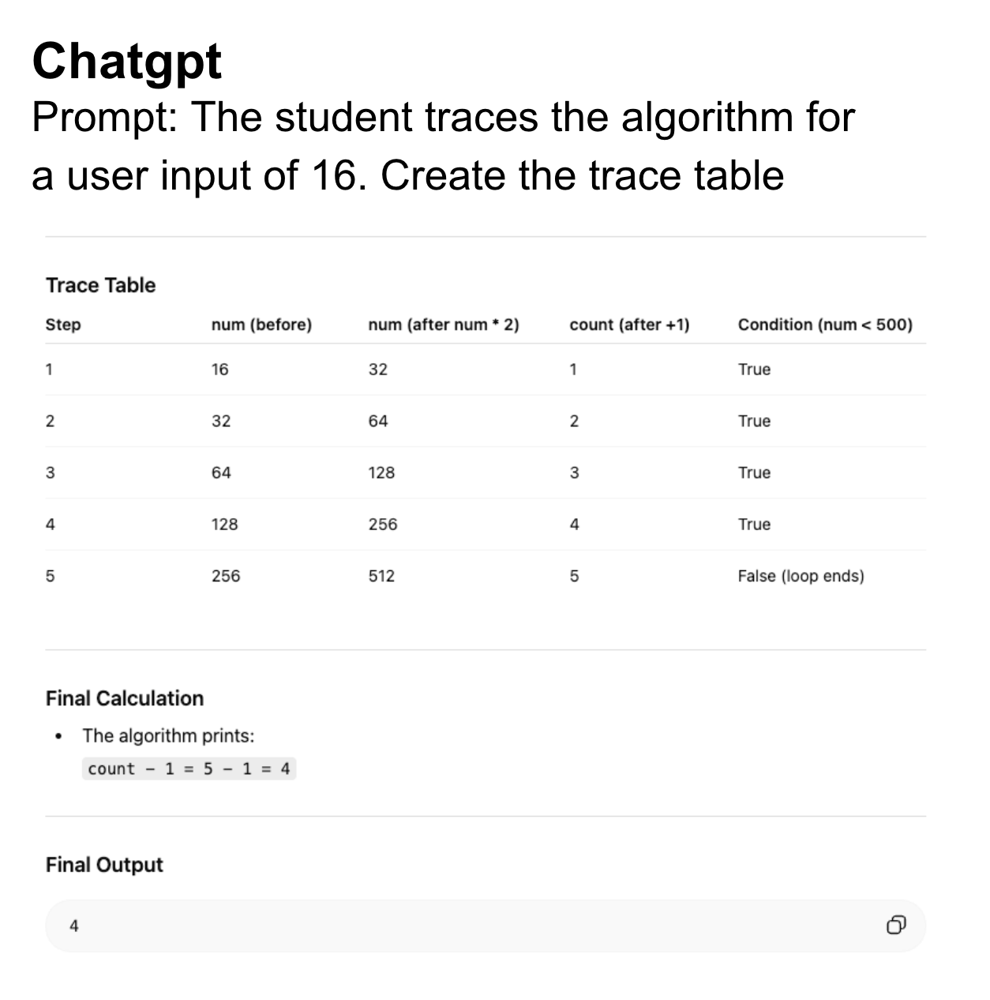 Chatgpt
Prompt: The student traces the algorithm for
a user input of 16. Create the trace table
Trace Table
Step num (before) num (after num * 2) count (after +1) Condition (num < 500)
1 16 32 1 True
2 32 64 2 True
3 64 128 3 True
4 128 256 4 True
5 256 512 5 False (loop ends)
Final Calculation
• The algorithm prints:
count - 1 = 5 - 1 = 4
Final Output
4